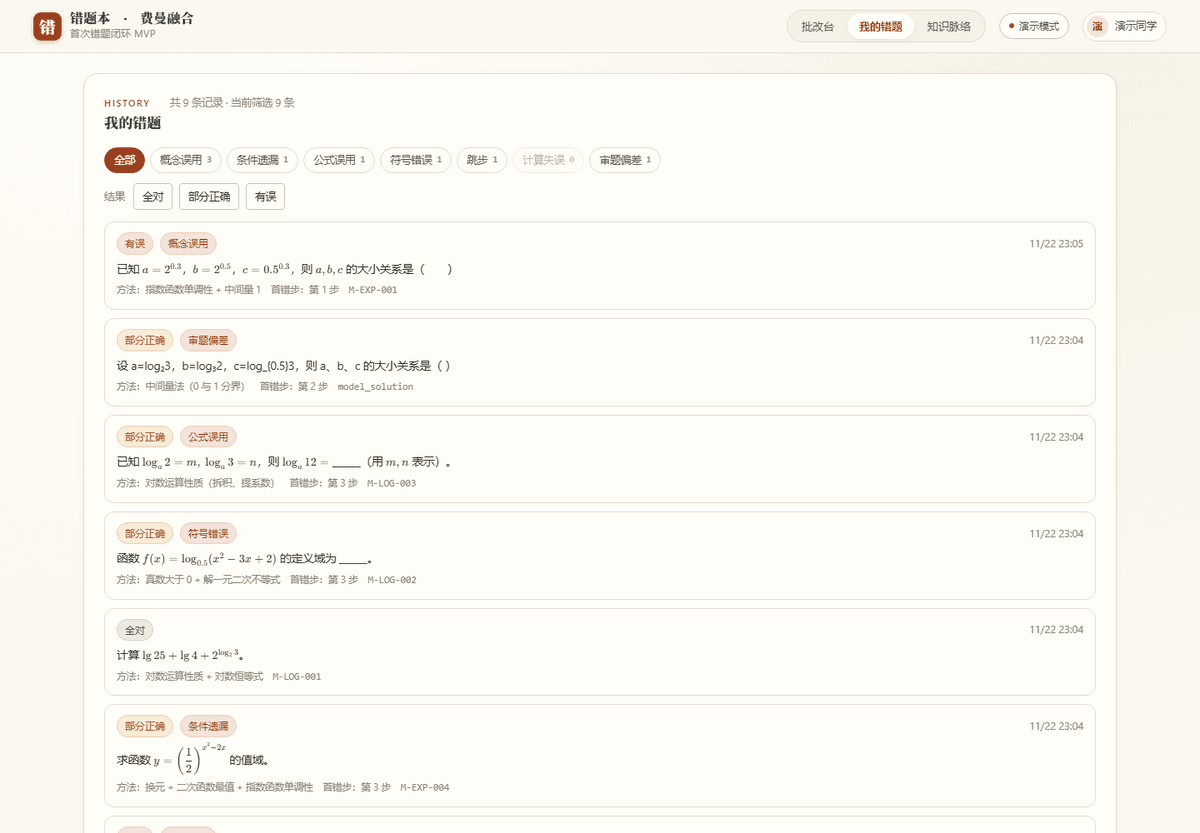 错
错题本 · 费曼融合
首次错题闭环 MVP
批改台 我的错题 知识脉络
演示模式
演 演示同学
HISTORY 共 9 条记录 · 当前筛选 9 条
我的错题
全部 概念误用 3 条件遗漏 1 公式误用 1 符号错误 1 跳步 1 计算失误 0 审题偏差 1
结果 全对 部分正确 有误
有误 概念误用 11/22 23:05
已知 a = 2^0.3，b = 2^0.5，c = 0.5^0.3，则 a, b, c 的大小关系是（ ）
方法：指数函数单调性 + 中间量 1 首错步：第 1 步 M-EXP-001
部分正确 审题偏差 11/22 23:04
设 a=log₂3，b=log₃2，c=log_{0.5}3，则 a、b、c 的大小关系是（ ）
方法：中间量法（0 与 1 分界） 首错步：第 2 步 model_solution
部分正确 公式误用 11/22 23:04
已知 log_a 2 = m, log_a 3 = n，则 log_a 12 = _____（用 m, n 表示）。
方法：对数运算性质（拆积、提系数） 首错步：第 3 步 M-LOG-003
部分正确 符号错误 11/22 23:04
函数 f(x) = log_0.5(x² − 3x + 2) 的定义域为 _____。
方法：真数大于 0 + 解一元二次不等式 首错步：第 3 步 M-LOG-002
全对 11/22 23:04
计算 lg 25 + lg 4 + 2^(log₂ 3)。
方法：对数运算性质 + 对数恒等式 M-LOG-001
部分正确 条件遗漏 11/22 23:04
求函数 y = (1/2)^(x²−2x) 的值域。
方法：换元 + 二次函数最值 + 指数函数单调性 首错步：第 3 步 M-EXP-004